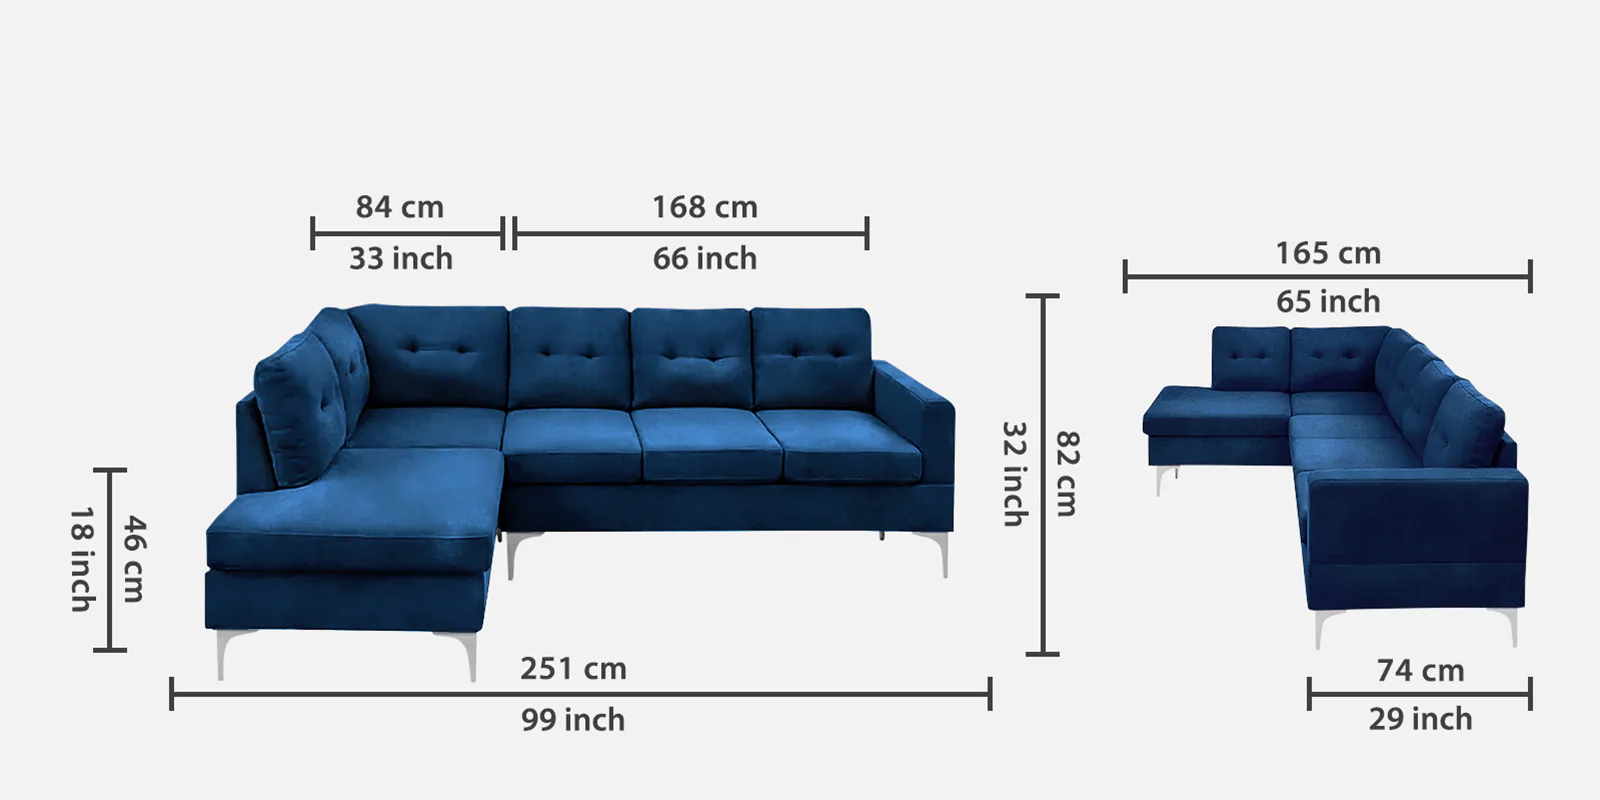 84 cm
33 inch
168 cm
66 inch
165 cm
65 inch
82 cm
32 inch
46 cm
18 inch
251 cm
99 inch
74 cm
29 inch